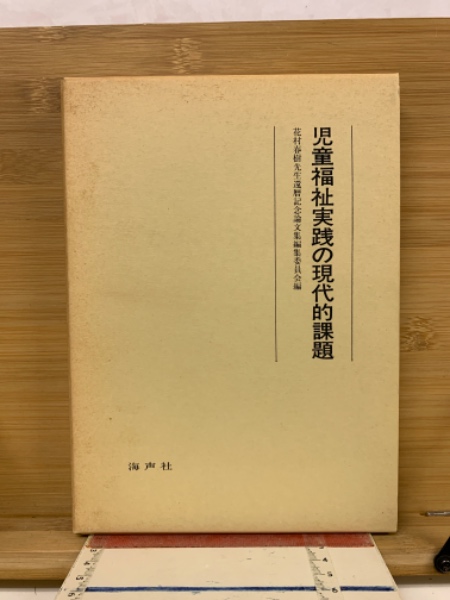 児童福祉実践の現代的課題
花村春樹先生還暦記念論文集編集委員会編
海声社